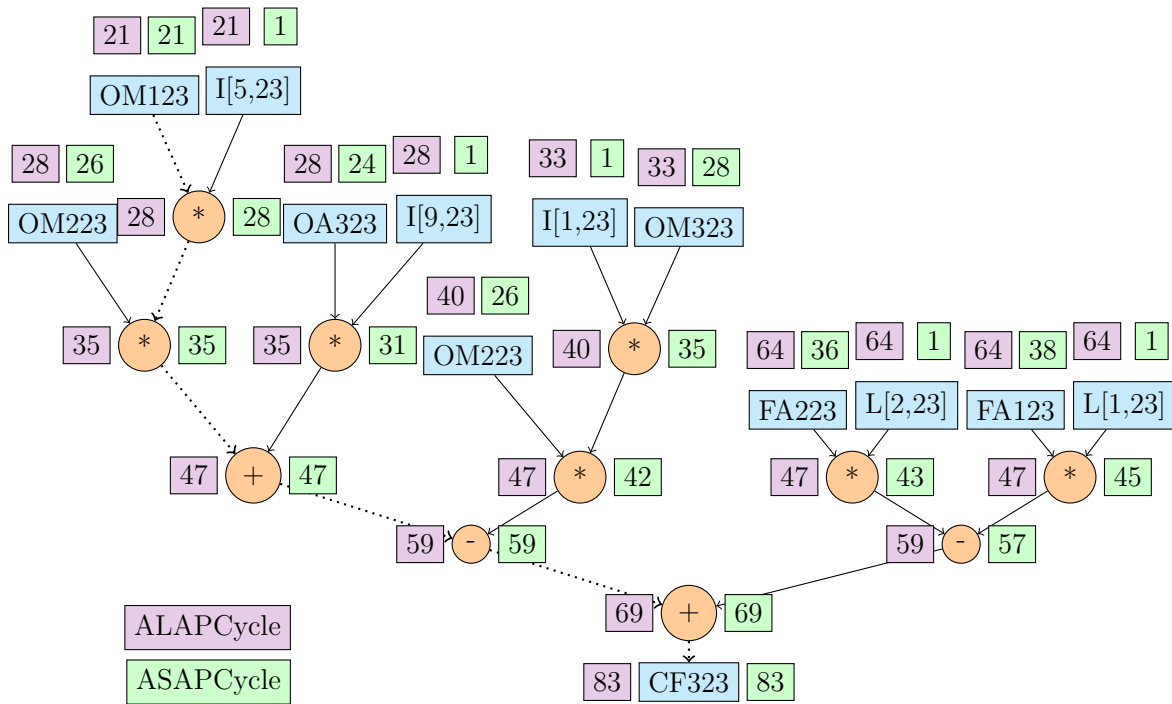 21 21 21 1
OM123 I[5,23]
28 26 28 24 28 1 33 1 33 28
OM223 28 * 28 OA323 I[9,23] I[1,23] OM323
40 26
35 * 35 35 * 31 OM223 40 * 35 64 36 64 1 64 38 64 1
FA223 L[2,23] FA123 L[1,23]
47 + 47 47 * 42 47 * 43 47 * 45
59 - 59 59 - 57
69 + 69
ALAPCycle
83 CF323 83
ASAPCycle